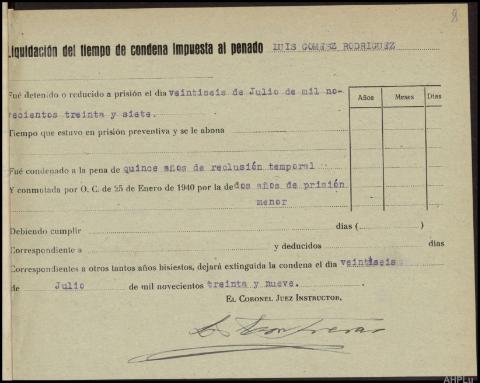 8
Liquidación del tiempo de condena impuesta al penado LUIS GOMEZ RODRIGUEZ
Fué detenido o reducido a prisión el día veintiseis de Julio de mil no-
vecientos treinta y siete.
Años Meses Días
Tiempo que estuvo en prisión preventiva y se le abona
Fué condenado a la pena de quince años de reclusión temporal
Y conmutada por O. C. de 25 de Enero de 1940 por la de dos años de prisión
menor
Debiendo cumplir días ( )
Correspondiente a y deducidos días
Correspondientes a otros tantos años bisiestos, dejará extinguida la condena el día veintiseis
de Julio de mil novecientos treinta y nueve.
EL CORONEL JUEZ INSTRUCTOR,
AHPLu